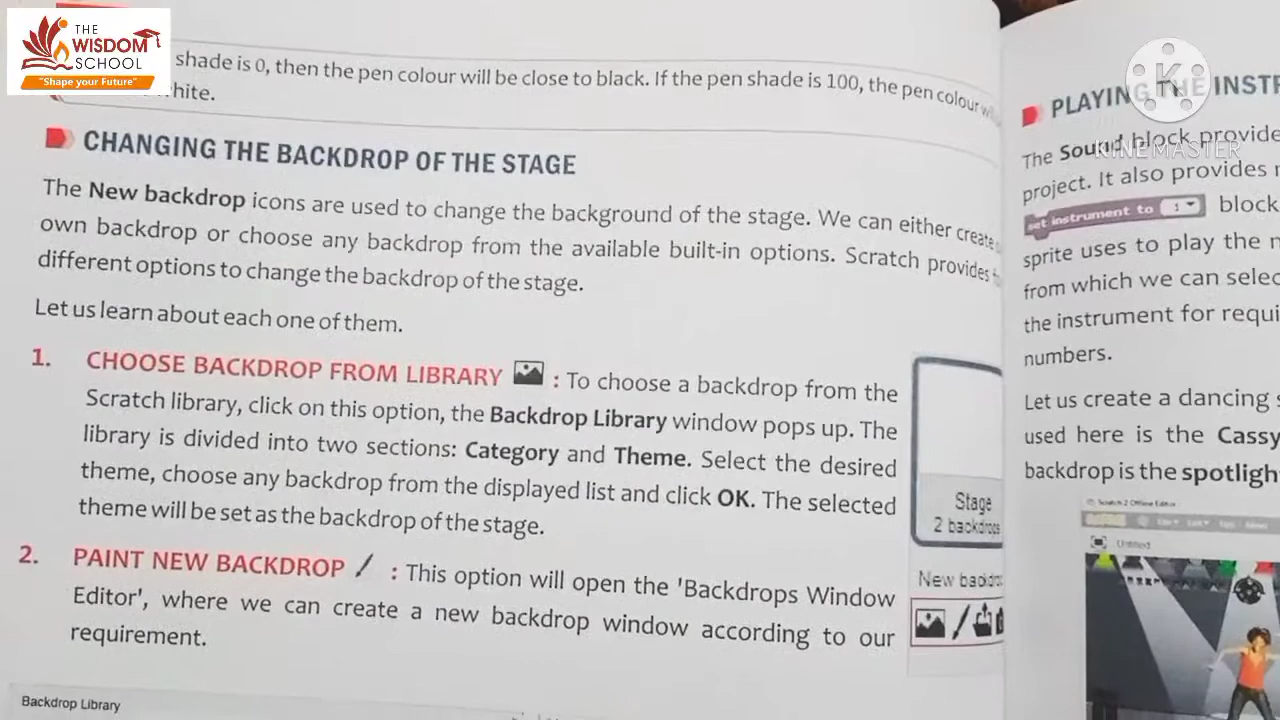 THE
WISDOM
SCHOOL
"Shape your Future"
shade is 0, then the pen colour will be close to black. If the pen shade is 100, the pen colour
CHANGING THE BACKDROP OF THE STAGE
The New backdrop icons are used to change the background of the stage. We can either create
own backdrop or choose any backdrop from the available built-in options. Scratch provides
different options to change the backdrop of the stage.
Let us learn about each one of them.
1. CHOOSE BACKDROP FROM LIBRARY : To choose a backdrop from the
Scratch library, click on this option, the Backdrop Library window pops up. The
library is divided into two sections: Category and Theme. Select the desired
theme, choose any backdrop from the displayed list and click OK. The selected
theme will be set as the backdrop of the stage.
2. PAINT NEW BACKDROP : This option will open the 'Backdrops Window
Editor', where we can create a new backdrop window according to our
requirement.
Backdrop Library
Stage
2 backdrops
New
PLAYING THE
The Sound block
project. It also provides
set instrument to 1 block
sprite uses to play the
from which we can
the instrument for
numbers.
Let us create a dancing
used here is the Cassy
backdrop is the
Scratch 2 Offline Editor
Untitled
K
KINEMASTER